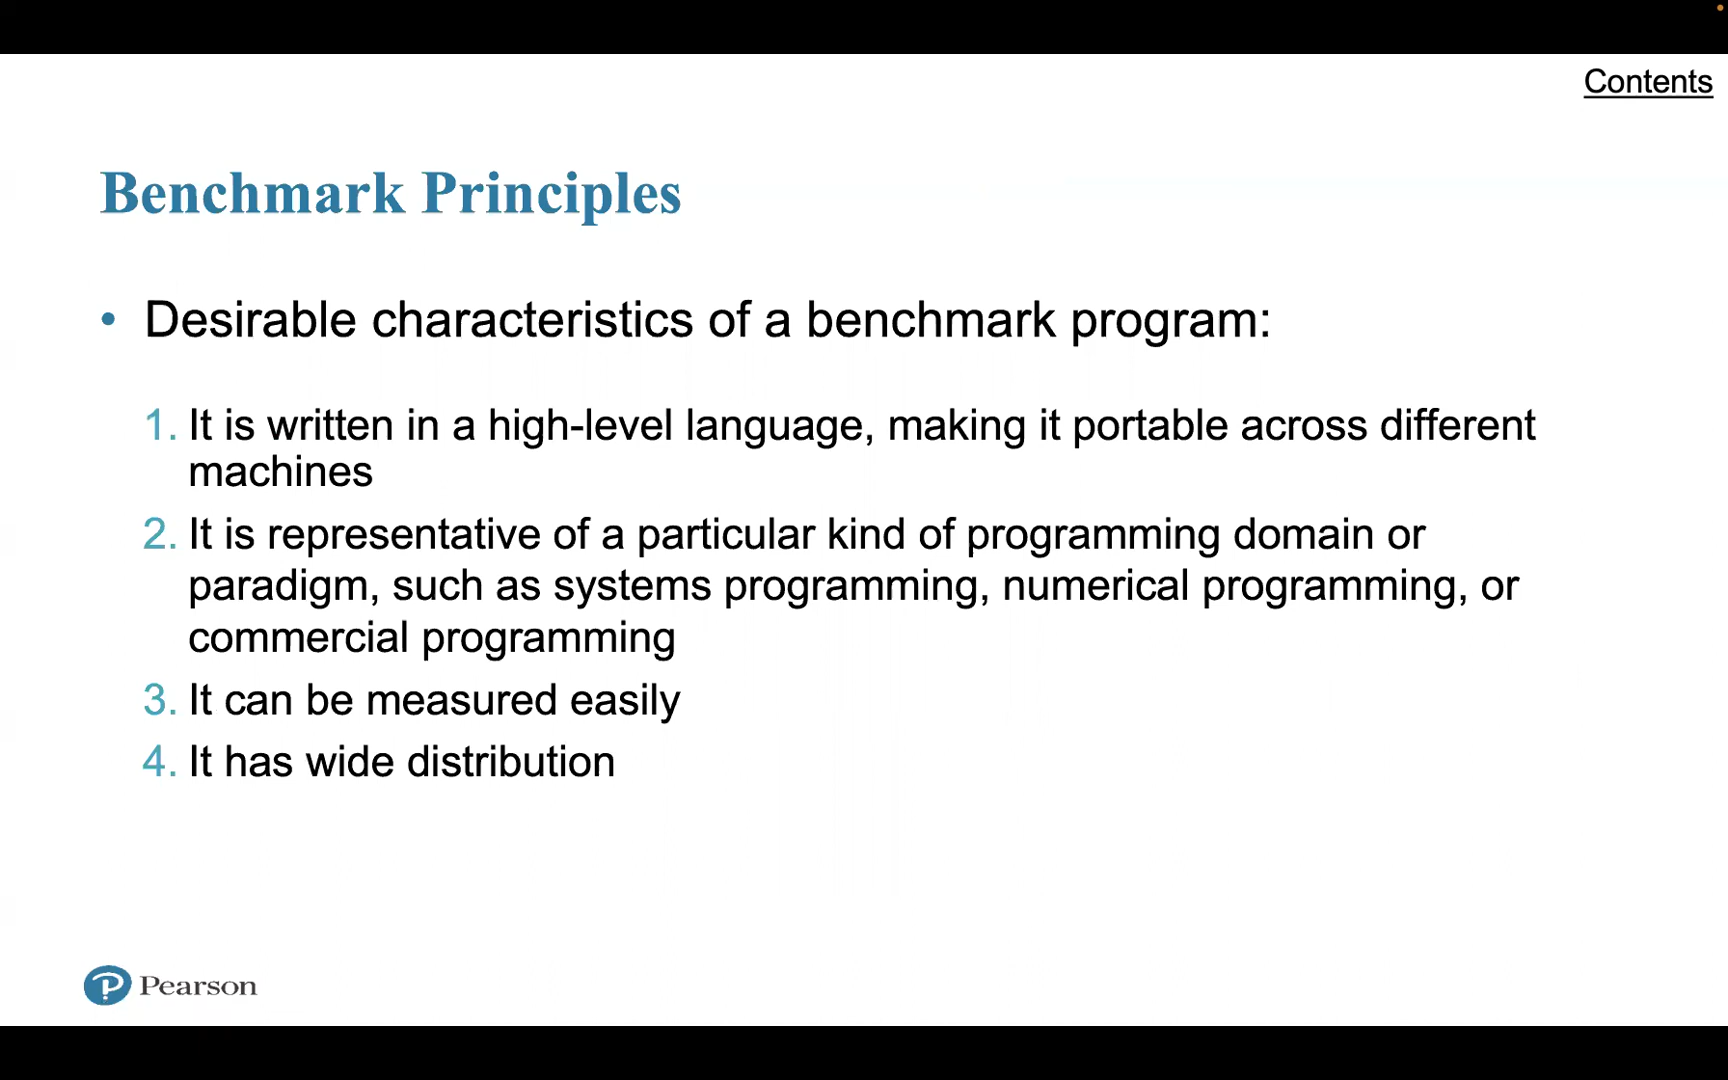 Contents
Benchmark Principles
• Desirable characteristics of a benchmark program:
1. It is written in a high-level language, making it portable across different
machines
2. It is representative of a particular kind of programming domain or
paradigm, such as systems programming, numerical programming, or
commercial programming
3. It can be measured easily
4. It has wide distribution
P Pearson